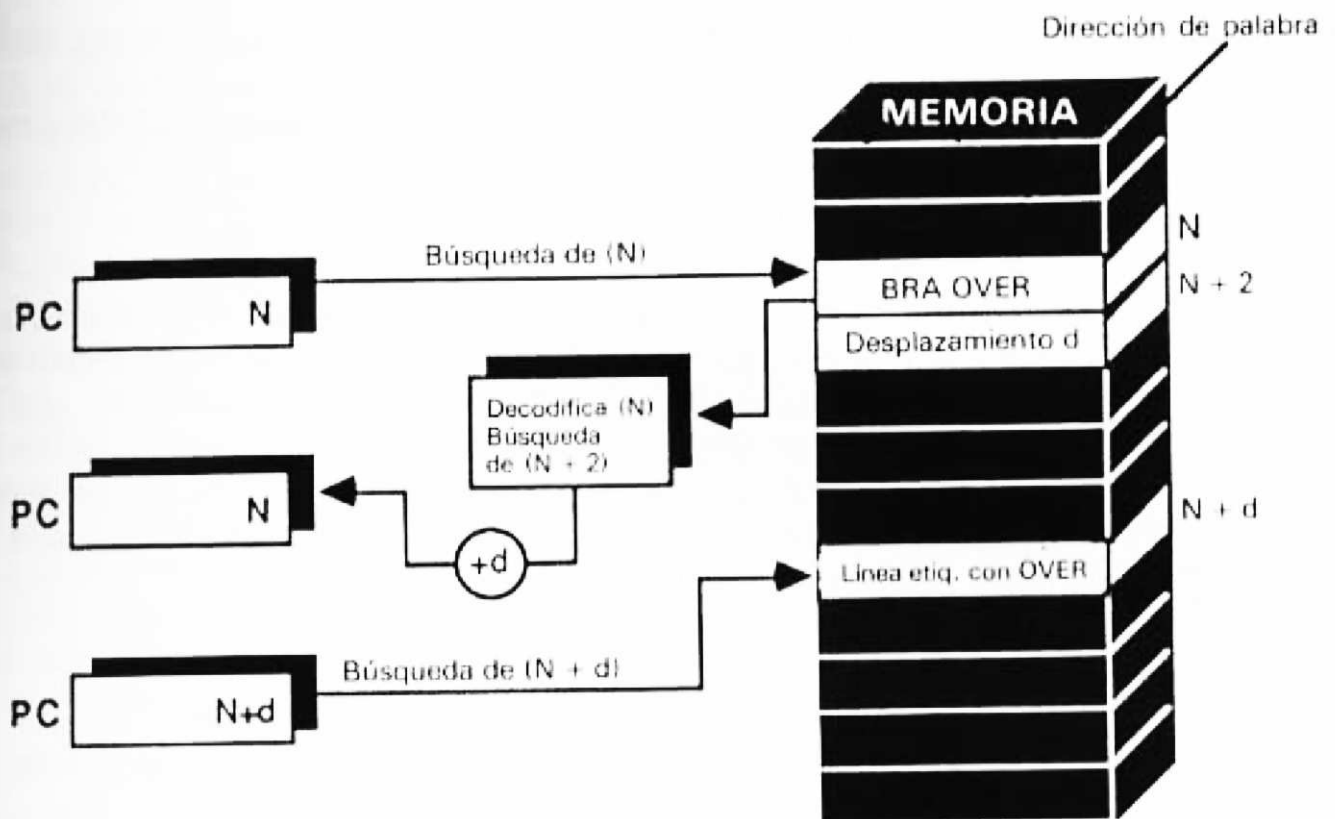 Dirección de palabra
MEMORIA
N
Búsqueda de (N)
PC N
BRA OVER
N + 2
Desplazamiento d
Decodifica (N)
Búsqueda
de (N + 2)
PC N
+d
N + d
Línea etiq. con OVER
Búsqueda de (N + d)
PC N+d